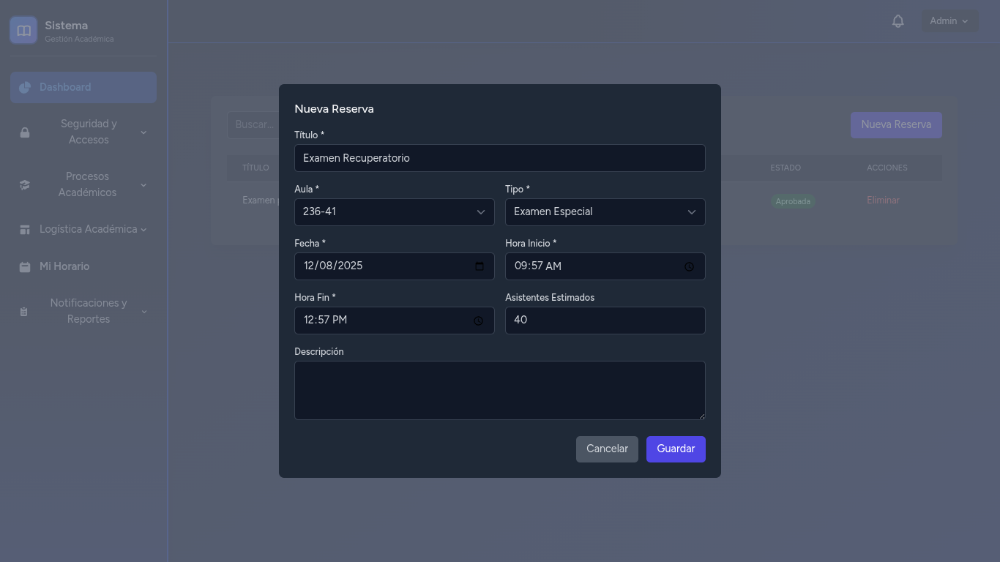 Sistema
Gestión Académica
Admin
Dashboard
Seguridad y
Accesos
Procesos
Académicos
Logística Académica
Mi Horario
Notificaciones y
Reportes
Buscar...
Nueva Reserva
TÍTULO
ESTADO
ACCIONES
Examen
Aprobada
Eliminar
Nueva Reserva
Título *
Examen Recuperatorio
Aula *
Tipo *
236-41
Examen Especial
Fecha *
Hora Inicio *
12/08/2025
09:57 AM
Hora Fin *
Asistentes Estimados
12:57 PM
40
Descripción
Cancelar
Guardar